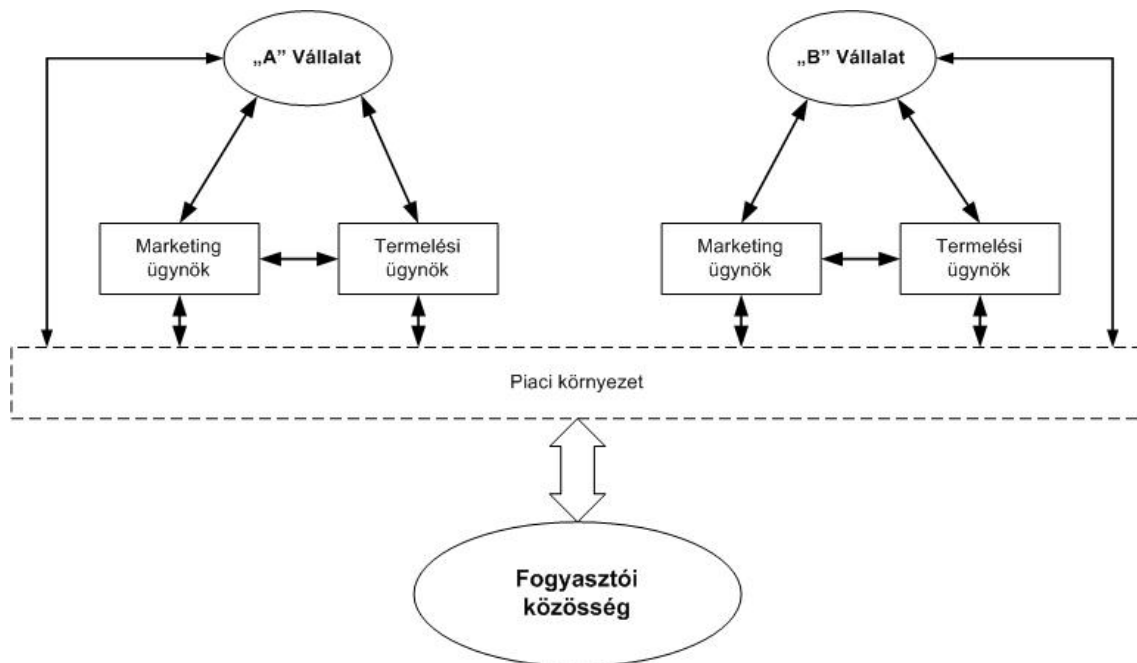 „A” Vállalat
„B” Vállalat
Marketing
ügynök
Termelési
ügynök
Marketing
ügynök
Termelési
ügynök
Piaci környezet
Fogyasztói
közösség